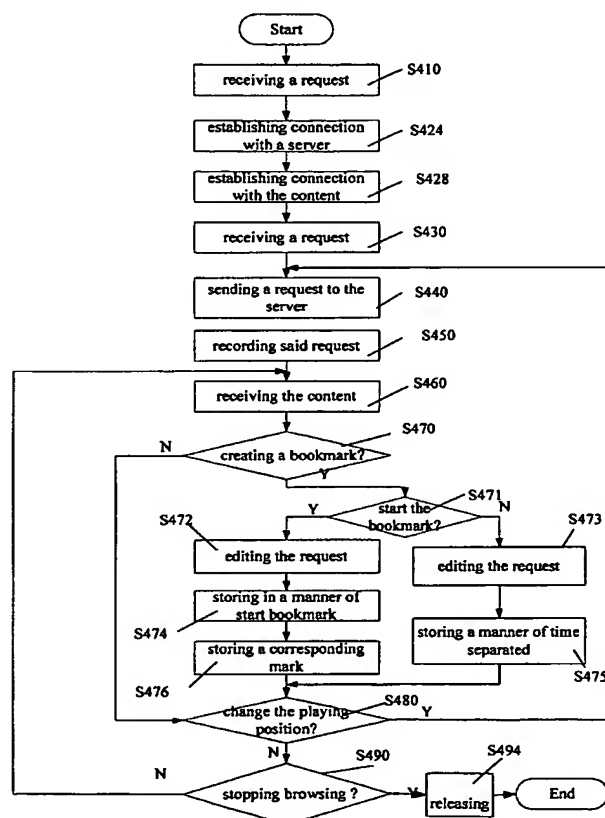 Start
receiving a request
S410
establishing connection
with a server
S424
establishing connection
with the content
S428
receiving a request
S430
sending a request to the
server
S440
recording said request
S450
receiving the content
S460
creating a bookmark?
S470
N
Y
start the
bookmark?
S471
Y
N
S472
editing the request
S473
editing the request
storing in a manner of
start bookmark
S474
storing a manner of time
separated
S475
storing a corresponding
mark
S476
change the playing
position?
S480
Y
N
stopping browsing ?
S490
N
Y
releasing
S494
End